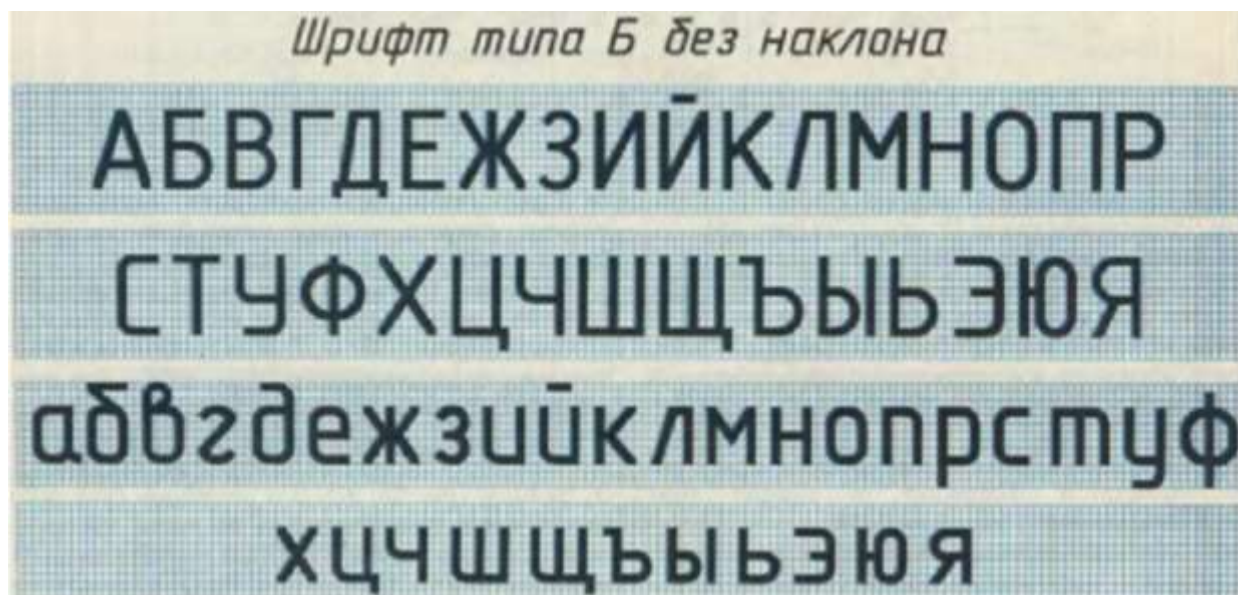 Шрифт типа Б без наклона
АБВГДЕЖЗИЙКЛМНОПР
СТУФХЦЧШЩЪЫЬЭЮЯ
абвгдежзийклмнопрстуф
хцчшщъыьэюя